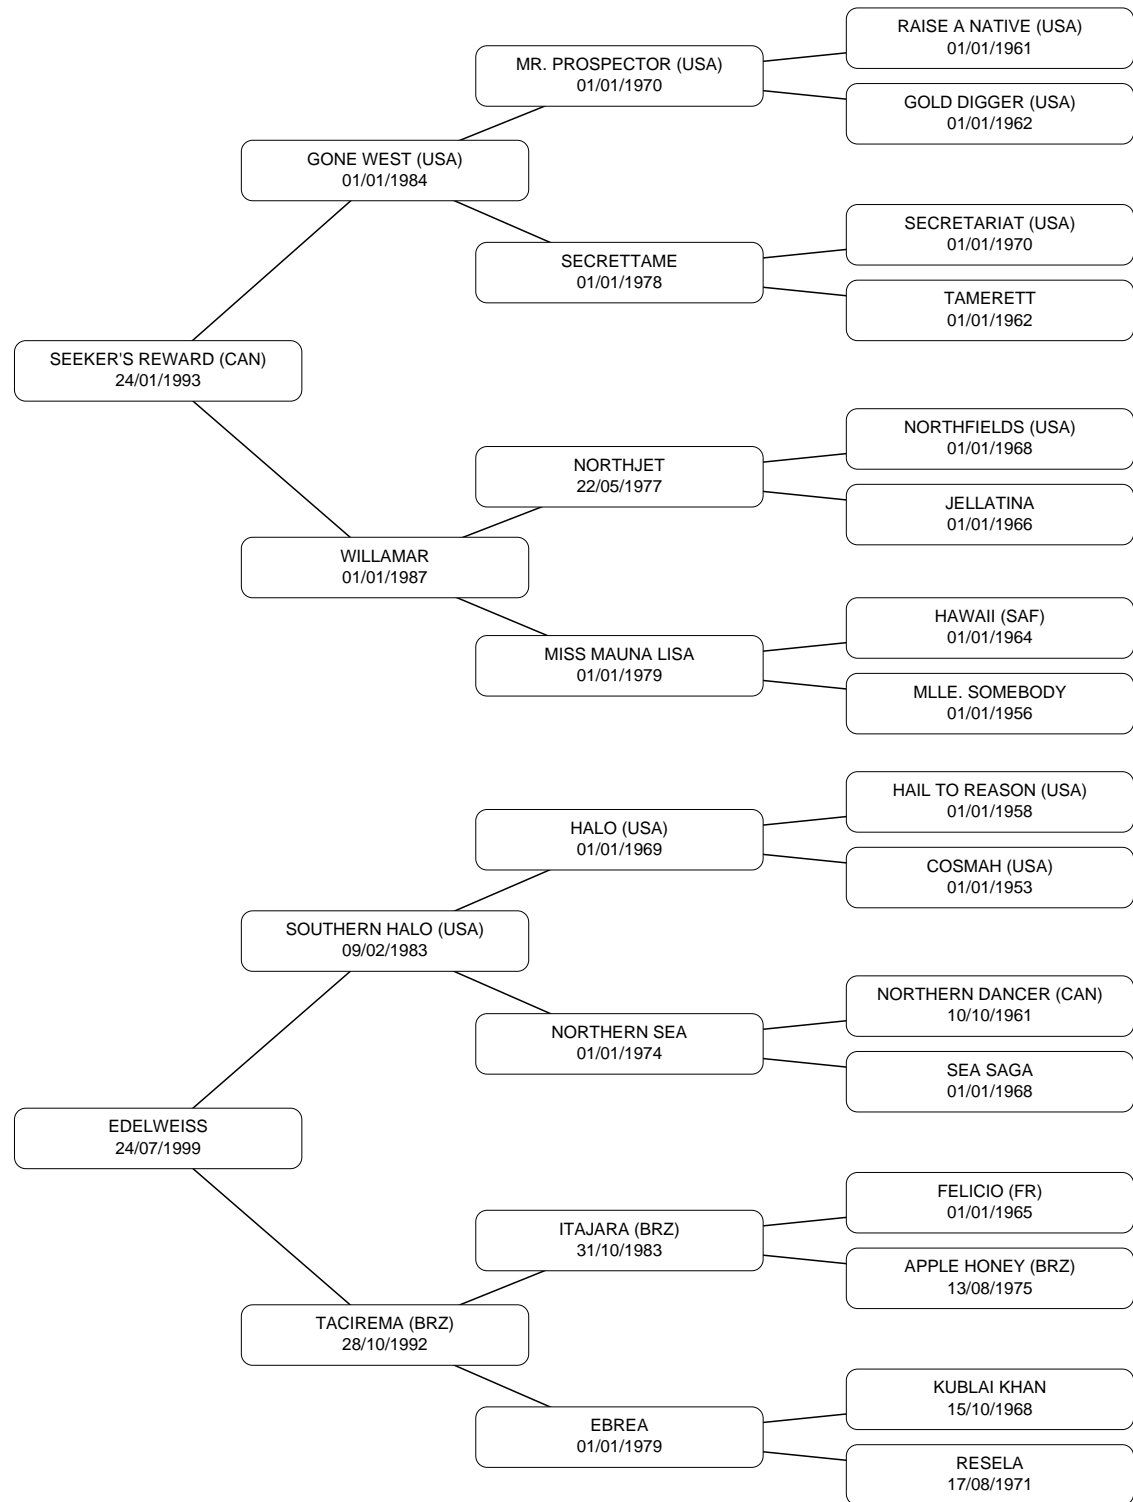 RAISE A NATIVE (USA)
01/01/1961
MR. PROSPECTOR (USA)
01/01/1970
GOLD DIGGER (USA)
01/01/1962
GONE WEST (USA)
01/01/1984
SECRETARIAT (USA)
01/01/1970
SECRETTAME
01/01/1978
TAMERETT
01/01/1962
SEEKER'S REWARD (CAN)
24/01/1993
NORTHFIELDS (USA)
01/01/1968
NORTHJET
22/05/1977
JELLATINA
01/01/1966
WILLAMAR
01/01/1987
HAWAII (SAF)
01/01/1964
MISS MAUNA LISA
01/01/1979
MLLE. SOMEBODY
01/01/1956
HAIL TO REASON (USA)
01/01/1958
HALO (USA)
01/01/1969
COSMAH (USA)
01/01/1953
SOUTHERN HALO (USA)
09/02/1983
NORTHERN DANCER (CAN)
10/10/1961
NORTHERN SEA
01/01/1974
SEA SAGA
01/01/1968
EDELWEISS
24/07/1999
FELICIO (FR)
01/01/1965
ITAJARA (BRZ)
31/10/1983
APPLE HONEY (BRZ)
13/08/1975
TACIREMA (BRZ)
28/10/1992
KUBLAI KHAN
15/10/1968
EBREA
01/01/1979
RESELA
17/08/1971